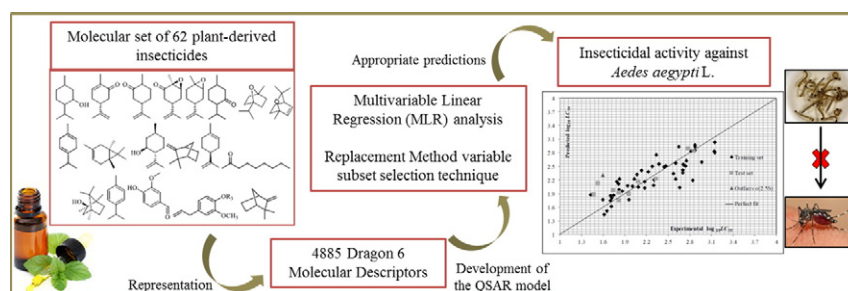 Molecular set of 62 plant-derived
insecticides
Appropriate predictions
Insecticidal activity against
Aedes aegypti L.
Multivariable Linear
Regression (MLR) analysis
Replacement Method variable
subset selection technique
Training set
Test set
Perfect fit
4885 Dragon 6
Molecular Descriptors
Representation
Development of
the QSAR model